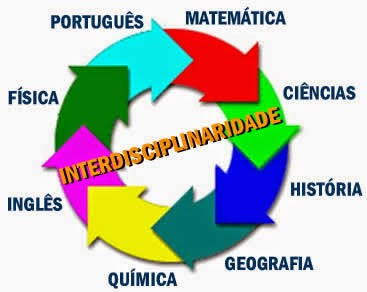 PORTUGUÊS
MATEMÁTICA
FÍSICA
CIÊNCIAS
INTERDISCIPLINARIDADE
INGLÊS
HISTÓRIA
QUÍMICA
GEOGRAFIA